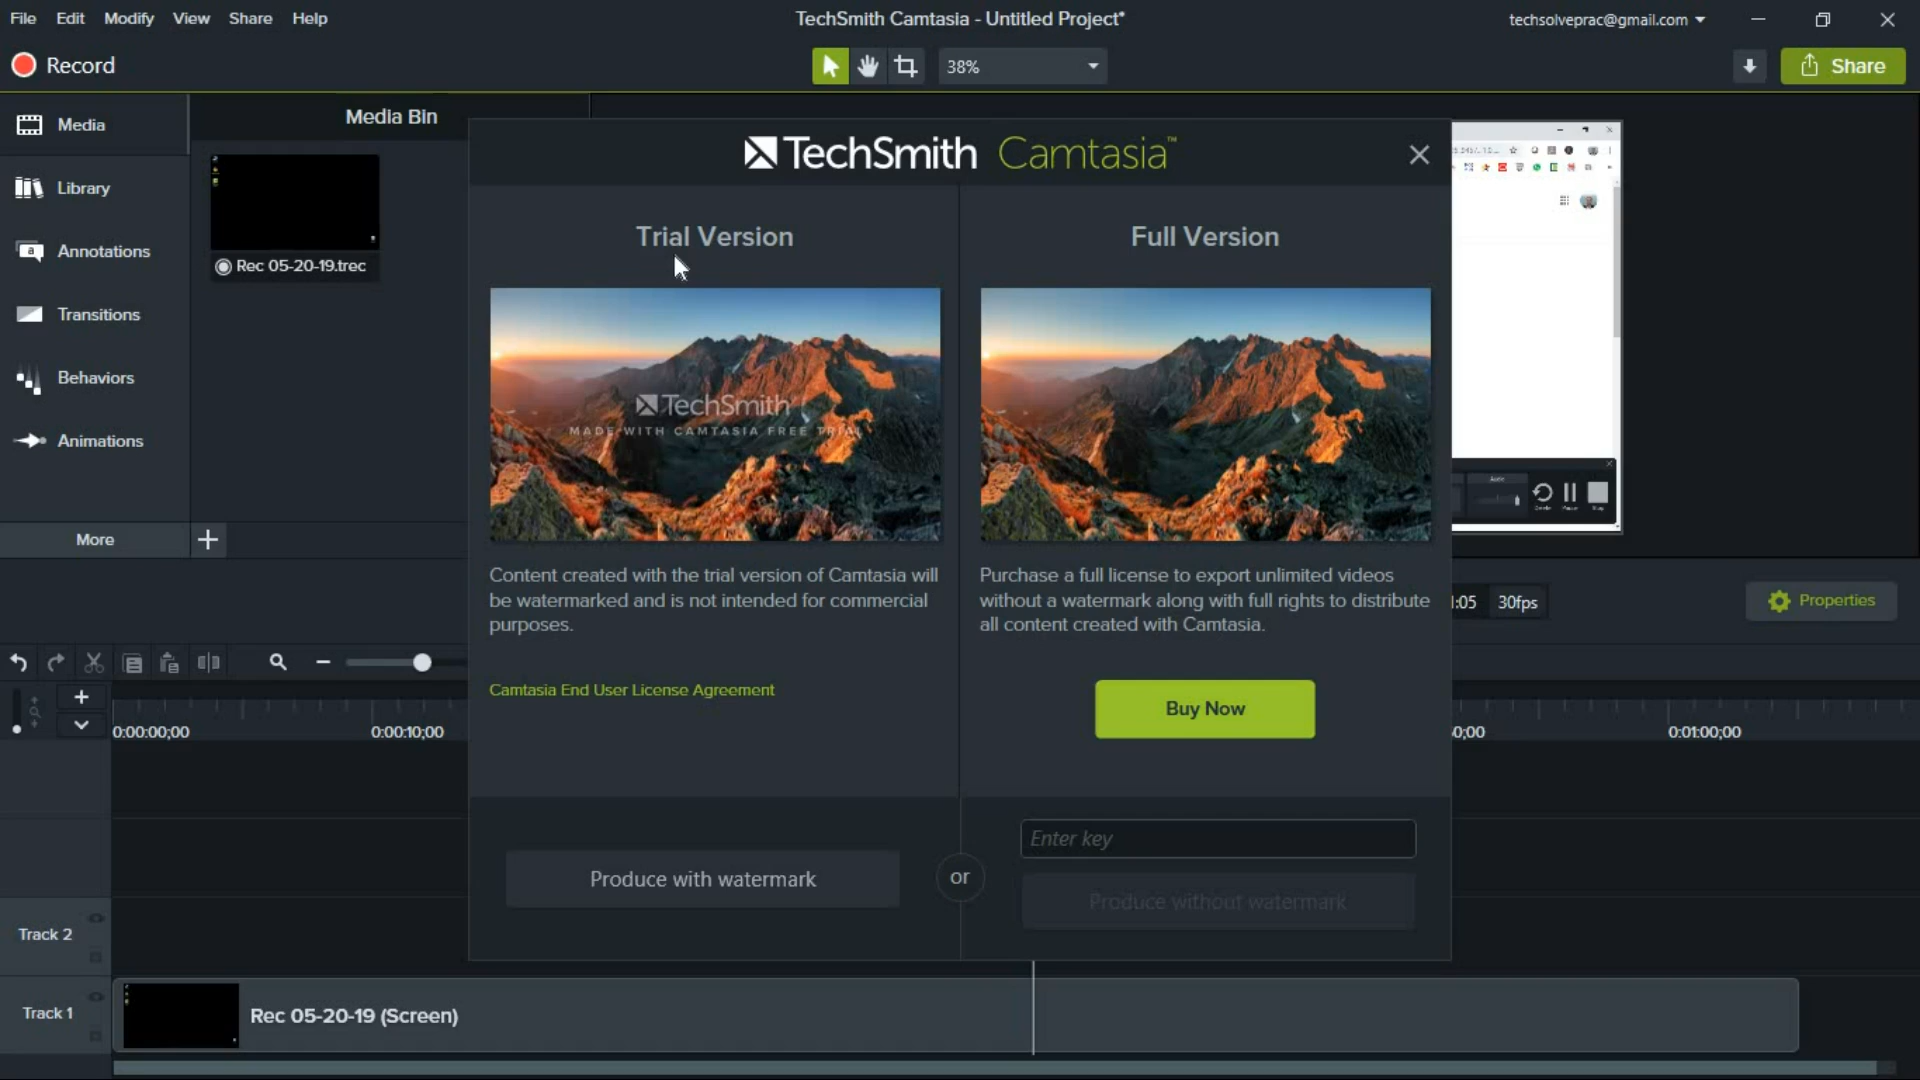 File Edit Modify View Share Help
TechSmith Camtasia - Untitled Project*
techsolveprac@gmail.com
Record
38%
Share
Media
Library
Annotations
Transitions
Behaviors
Animations
More
Media Bin
Rec 05-20-19.trec
TechSmith Camtasia™
Trial Version
TechSmith
MADE WITH CAMTASIA FREE TRIAL
Content created with the trial version of Camtasia will
be watermarked and is not intended for commercial
purposes.
Camtasia End User License Agreement
Produce with watermark
or
Full Version
Purchase a full license to export unlimited videos
without a watermark along with full rights to distribute
all content created with Camtasia.
Buy Now
Enter key
Produce without watermark
Audio
Delete Pause Stop
:05 30fps
Properties
0:00:00;00 0:00:10;00 0;00 0:01:00;00
Track 2
Track 1
Rec 05-20-19 (Screen)